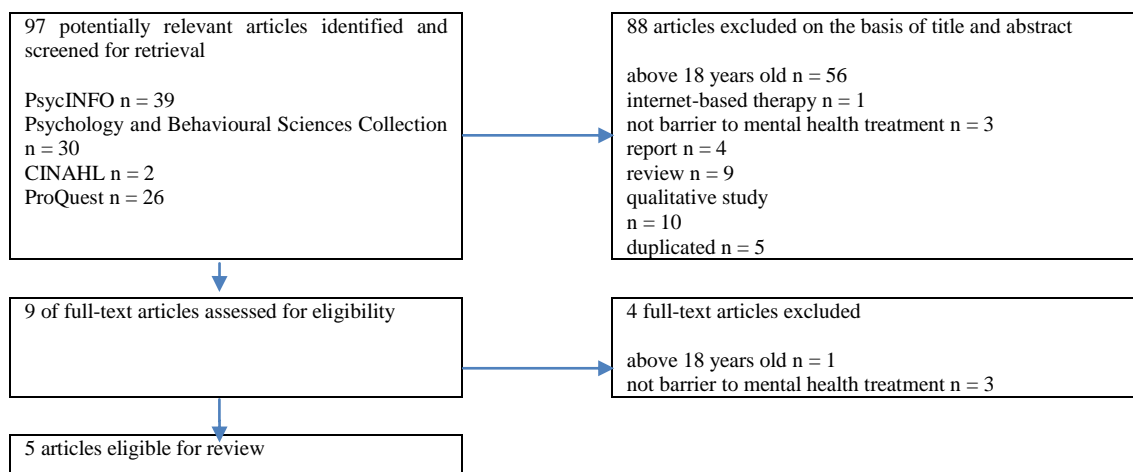 97 potentially relevant articles identified and
screened for retrieval
PsycINFO n = 39
Psychology and Behavioural Sciences Collection
n = 30
CINAHL n = 2
ProQuest n = 26
88 articles excluded on the basis of title and abstract
above 18 years old n = 56
internet-based therapy n = 1
not barrier to mental health treatment n = 3
report n = 4
review n = 9
qualitative study
n = 10
duplicated n = 5
9 of full-text articles assessed for eligibility
4 full-text articles excluded
above 18 years old n = 1
not barrier to mental health treatment n = 3
5 articles eligible for review